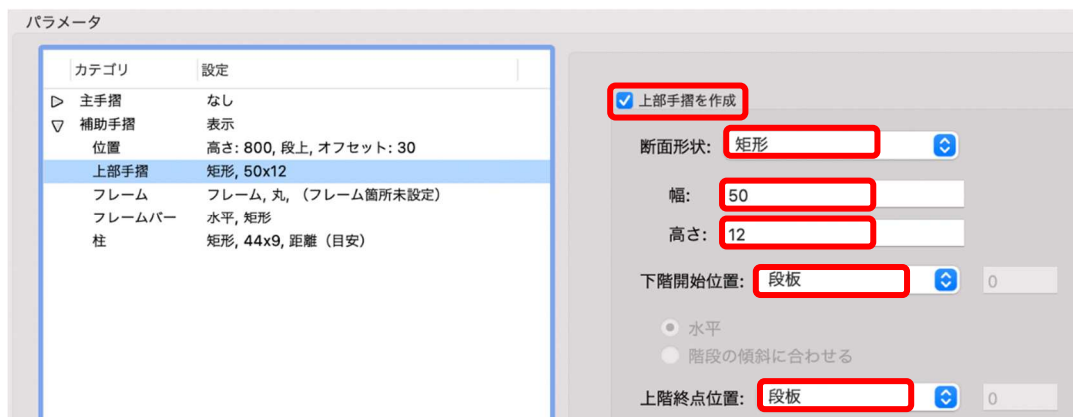 パラメータ
カテゴリ 設定
主手摺 なし
補助手摺 表示
位置 高さ: 800, 段上, オフセット: 30
上部手摺 矩形, 50x12
フレーム フレーム, 丸, （フレーム箇所未設定）
フレームバー 水平, 矩形
柱 矩形, 44x9, 距離（目安）
上部手摺を作成
断面形状: 矩形
幅: 50
高さ: 12
下階開始位置: 段板 0
水平
階段の傾斜に合わせる
上階終点位置: 段板 0